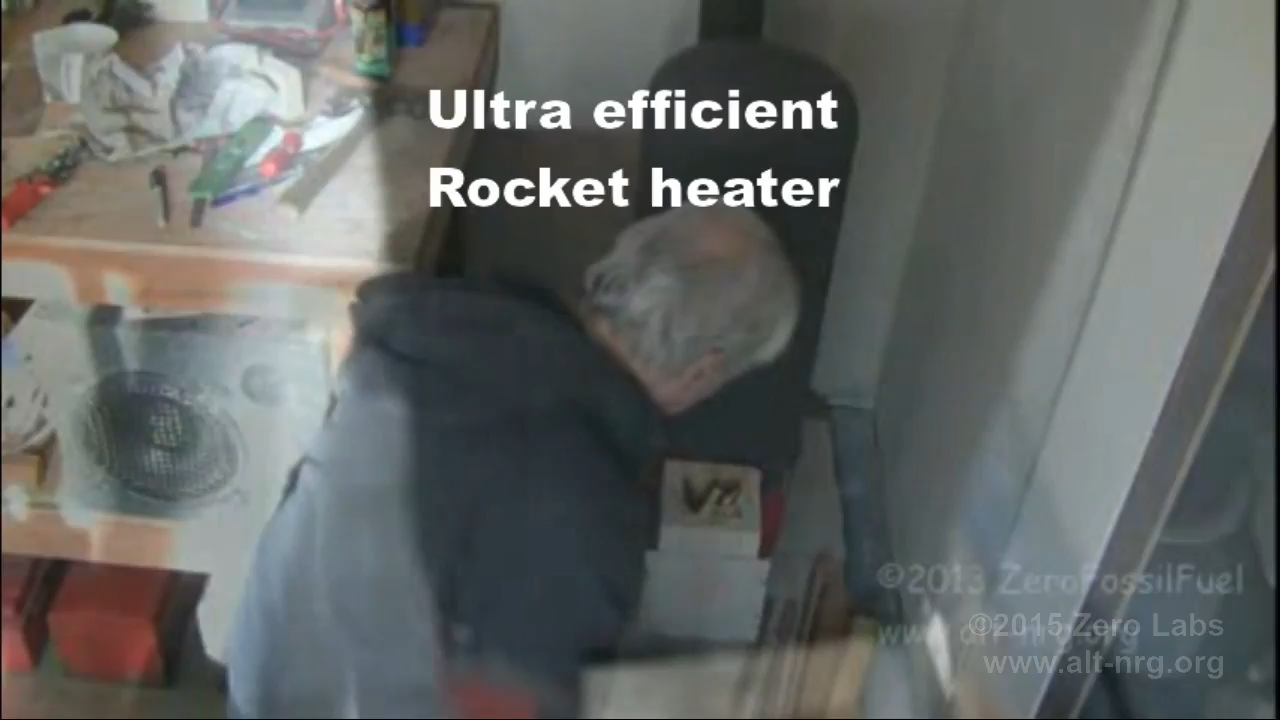 Ultra efficient
Rocket heater
©2013 ZeroFossilFuel
©2015 Zero Labs
www.alt-nrg.org